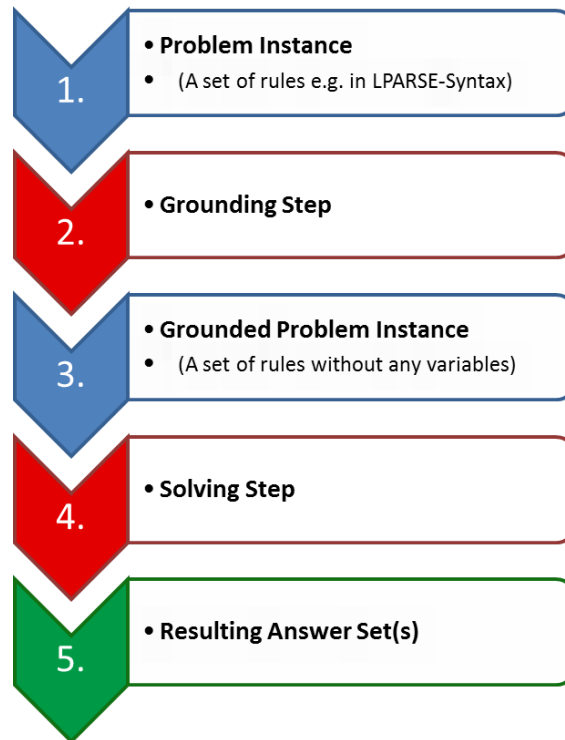 1.
• Problem Instance
• (A set of rules e.g. in LPARSE-Syntax)
2.
• Grounding Step
3.
• Grounded Problem Instance
• (A set of rules without any variables)
4.
• Solving Step
5.
• Resulting Answer Set(s)